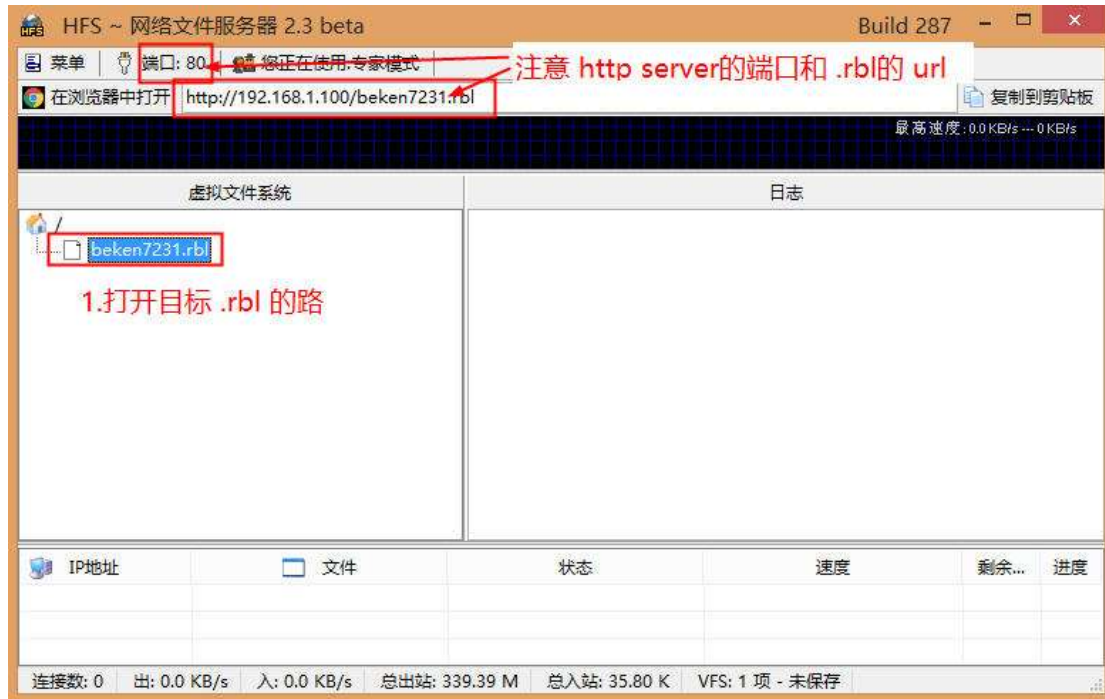 HFS ~ 网络文件服务器 2.3 beta Build 287
菜单 端口: 80 您正在使用:专家模式
注意 http server的端口和 .rbl的 url
在浏览器中打开 http://192.168.1.100/beken7231.rbl 复制到剪贴板
最高速度:0.0 KB/s --- 0 KB/s
虚拟文件系统 日志
/
beken7231.rbl
1.打开目标 .rbl 的路
IP地址 文件 状态 速度 剩余... 进度
连接数: 0 出: 0.0 KB/s 入: 0.0 KB/s 总出站: 339.39 M 总入站: 35.80 K VFS: 1 项 - 未保存